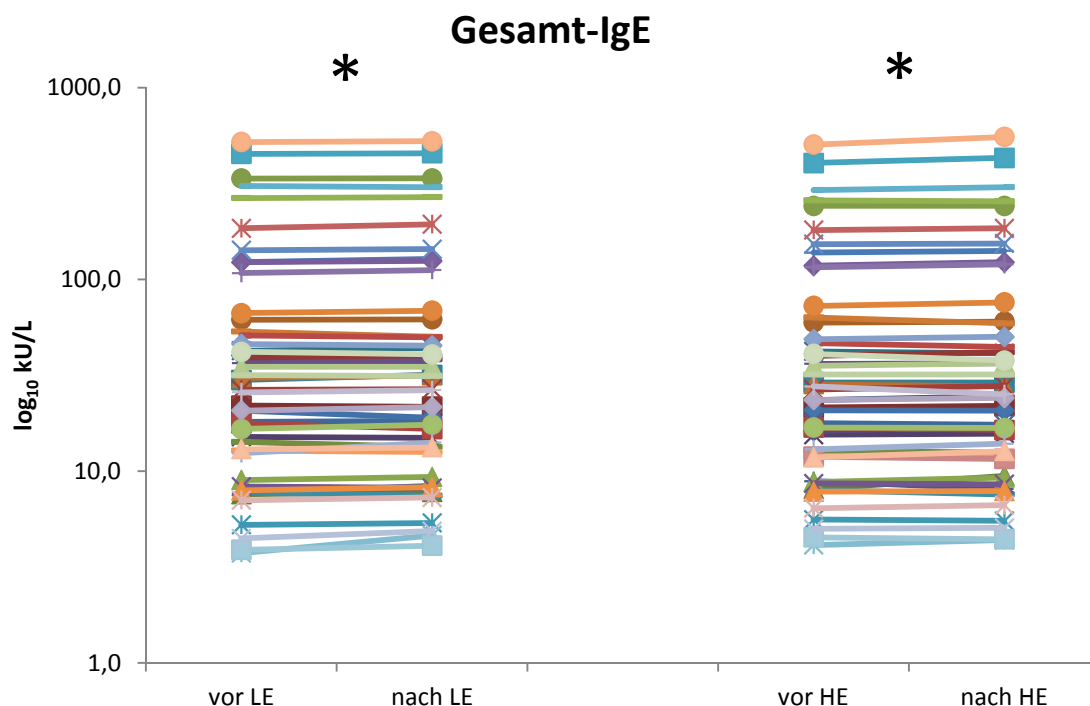 Gesamt-IgE
* *
1000,0
100,0
10,0
1,0
log₁₀ kU/L
vor LE nach LE vor HE nach HE